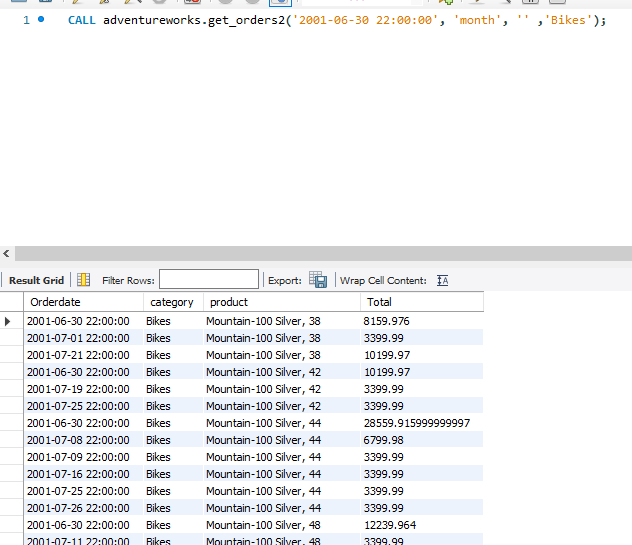 1 CALL adventureworks.get_orders2('2001-06-30 22:00:00', 'month', '' ,'Bikes');
Result Grid Filter Rows: Export: Wrap Cell Content: IA
Orderdate category product Total
2001-06-30 22:00:00 Bikes Mountain-100 Silver, 38 8159.976
2001-07-01 22:00:00 Bikes Mountain-100 Silver, 38 3399.99
2001-07-21 22:00:00 Bikes Mountain-100 Silver, 38 10199.97
2001-06-30 22:00:00 Bikes Mountain-100 Silver, 42 10199.97
2001-07-19 22:00:00 Bikes Mountain-100 Silver, 42 3399.99
2001-07-25 22:00:00 Bikes Mountain-100 Silver, 42 3399.99
2001-06-30 22:00:00 Bikes Mountain-100 Silver, 44 28559.915999999997
2001-07-08 22:00:00 Bikes Mountain-100 Silver, 44 6799.98
2001-07-09 22:00:00 Bikes Mountain-100 Silver, 44 3399.99
2001-07-16 22:00:00 Bikes Mountain-100 Silver, 44 3399.99
2001-07-25 22:00:00 Bikes Mountain-100 Silver, 44 3399.99
2001-07-26 22:00:00 Bikes Mountain-100 Silver, 44 3399.99
2001-06-30 22:00:00 Bikes Mountain-100 Silver, 48 12239.964
2001-07-11 22:00:00 Bikes Mountain-100 Silver, 48 3399.99